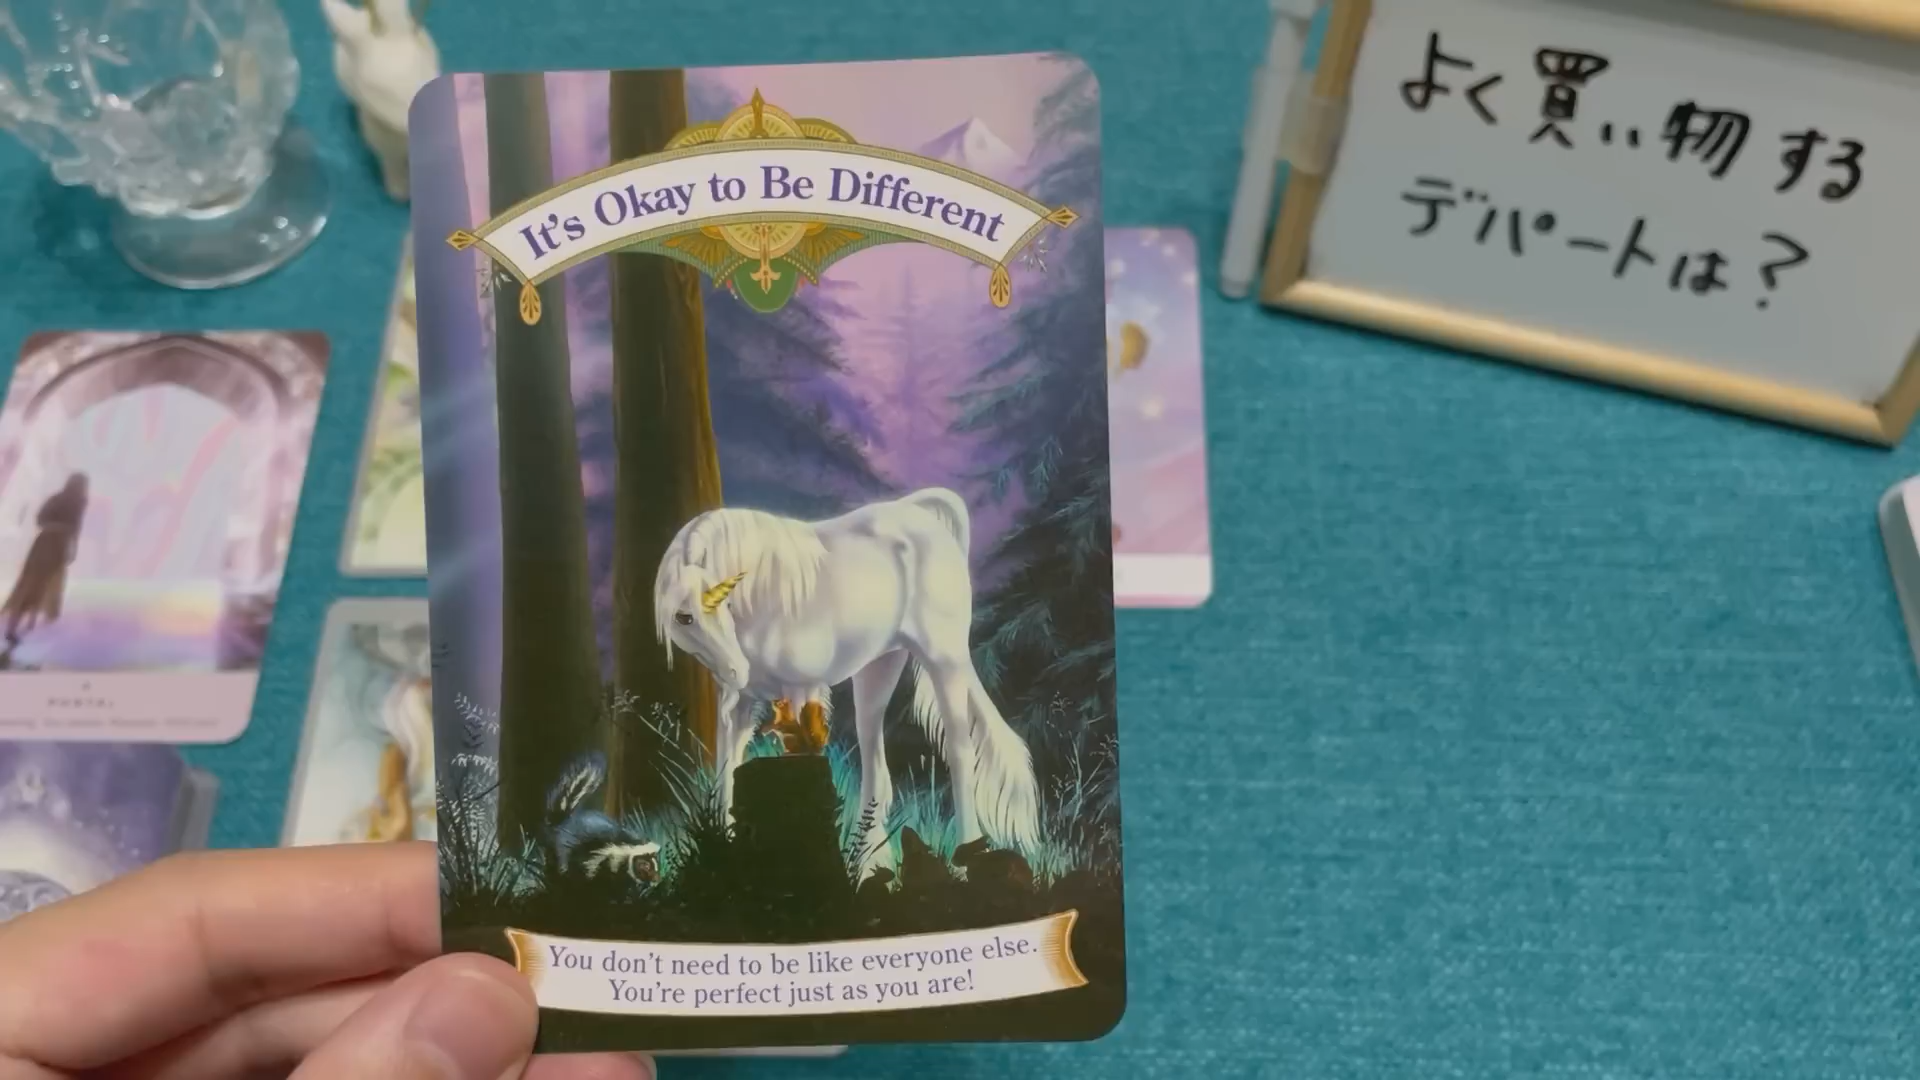 It's Okay to Be Different
You don't need to be like everyone else.
You're perfect just as you are!
よく買い物する
デパートは?